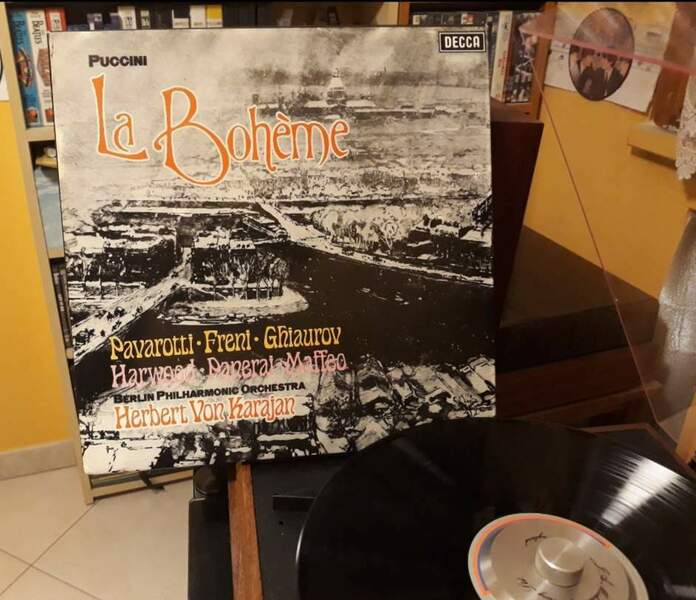 DECCA
PUCCINI
La Bohème
Pavarotti · Freni · Ghiaurov
Harwood · Panerai · Maffeo
BERLIN PHILHARMONIC ORCHESTRA
Herbert Von Karajan